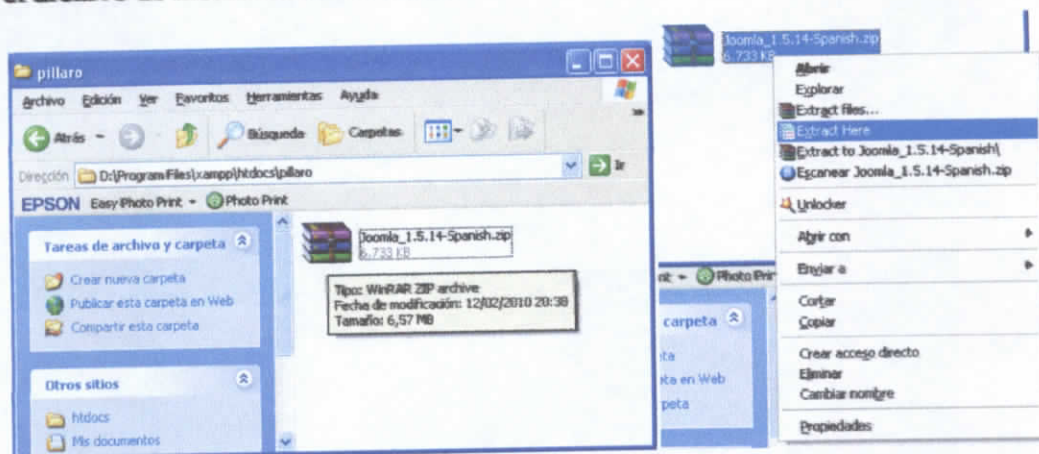 pillaro
Archivo Edición Ver Favoritos Herramientas Ayuda
Atrás Búsqueda Carpetas
Dirección D:\Program Files\xampp\htdocs\pillaro Ir
EPSON Easy Photo Print Photo Print
Tareas de archivo y carpeta
Crear nueva carpeta
Publicar esta carpeta en Web
Compartir esta carpeta
Otros sitios
htdocs
Mis documentos
Joomla_1.5.14-Spanish.zip
6.733 KB
Tipo: WinRAR ZIP archive
Fecha de modificación: 12/02/2010 20:38
Tamaño: 6,57 MB
Joomla_1.5.14-Spanish.zip
6.733 KB
Abrir
Explorar
Extract files...
Extract Here
Extract to Joomla_1.5.14-Spanish\
Escanear Joomla_1.5.14-Spanish.zip
Unlocker
Abrir con
Enviar a
Cortar
Copiar
Crear acceso directo
Eliminar
Cambiar nombre
Propiedades
Photo Prin
carpeta
eta
eta en Web
peta